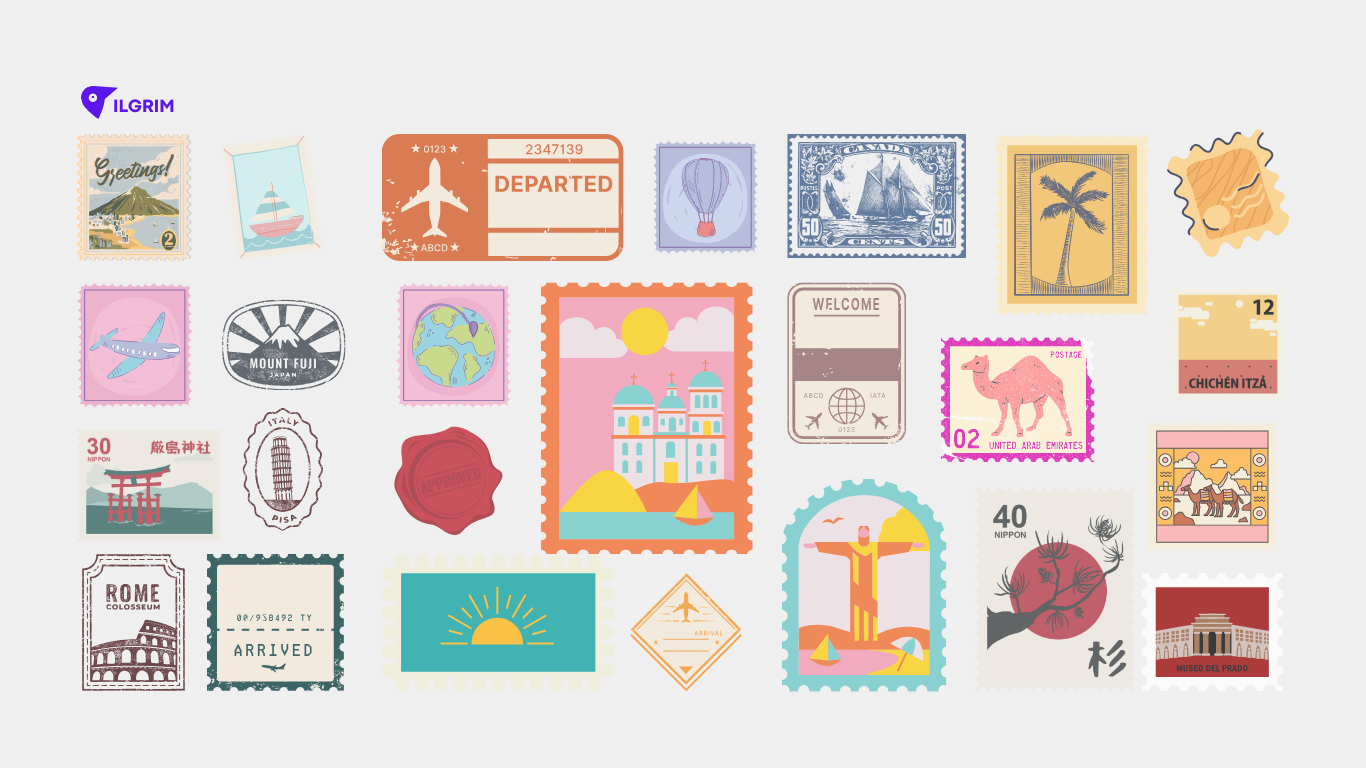 ILGRIM
Greetings!
2
★ 0123 ★
★ ABCD ★
2347139
DEPARTED
CANADA
POSTES
POST
50
50
CENTS
MOUNT FUJI
JAPAN
WELCOME
ABCD
IATA
0123
POSTAGE
02
UNITED ARAB EMIRATES
12
CHICHÉN ITZÁ
30
NIPPON
厳島神社
ITALY
PISA
APPROVED
40
NIPPON
杉
ROME
COLOSSEUM
00/938492 TY
ARRIVED
ARRIVAL
MUSEO DEL PRADO